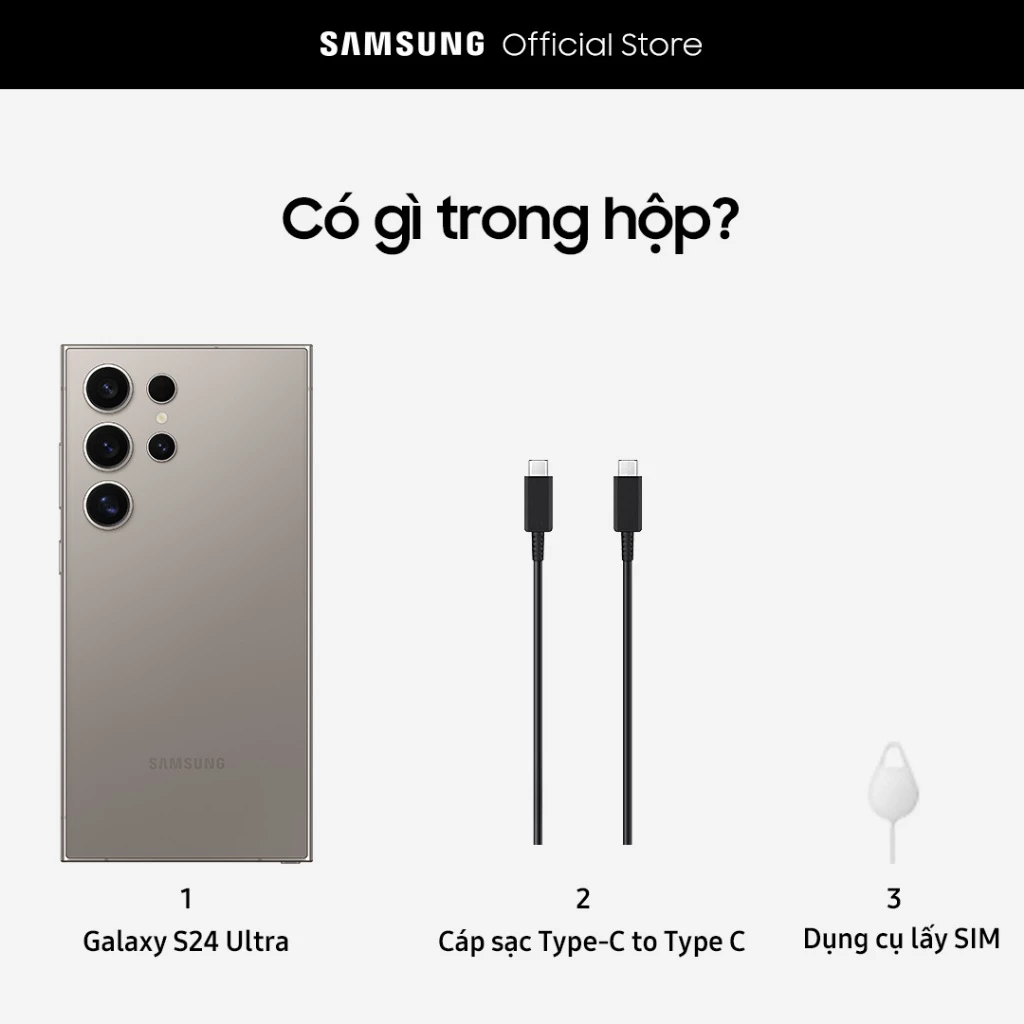 SAMSUNG Official Store
Có gì trong hộp?
SAMSUNG
1
Galaxy S24 Ultra
2
Cáp sạc Type-C to Type C
3
Dụng cụ lấy SIM